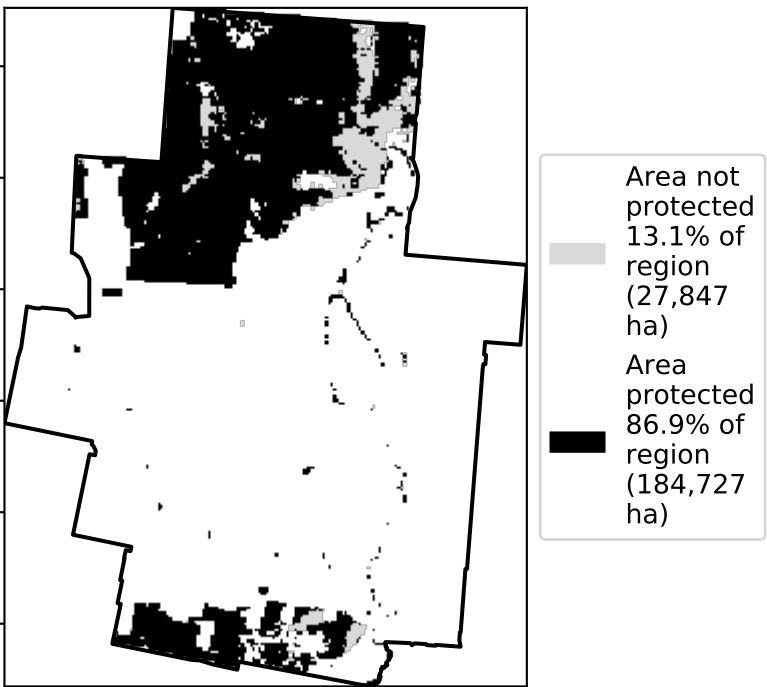 Area not
protected
13.1% of
region
(27,847
ha)
Area
protected
86.9% of
region
(184,727
ha)